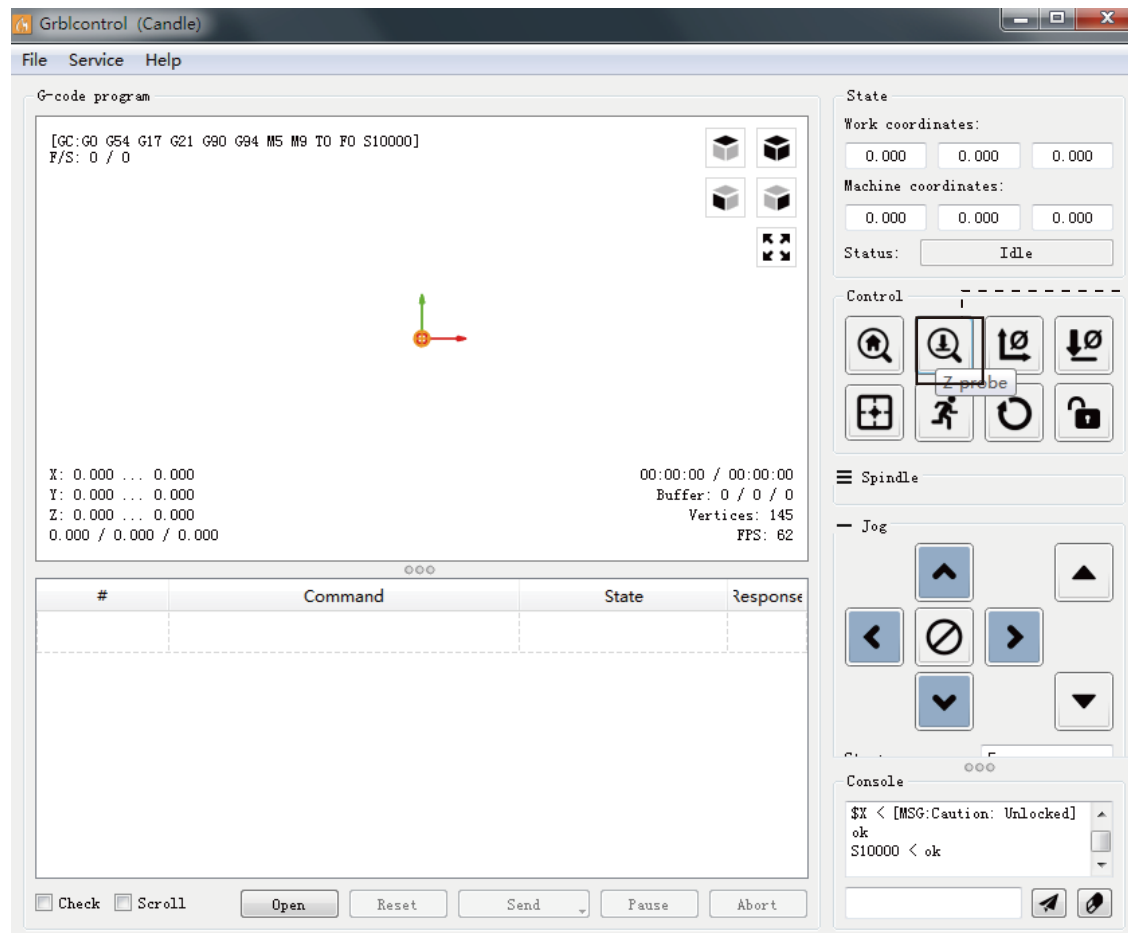 Grblcontrol (Candle)
File Service Help
G-code program
[GC:G0 G54 G17 G21 G90 G94 M5 M9 T0 F0 S10000]
F/S: 0 / 0
X: 0.000 ... 0.000
Y: 0.000 ... 0.000
Z: 0.000 ... 0.000
0.000 / 0.000 / 0.000
00:00:00 / 00:00:00
Buffer: 0 / 0 / 0
Vertices: 145
FPS: 62
# Command State Response
Check Scroll Open Reset Send Pause Abort
State
Work coordinates:
0.000 0.000 0.000
Machine coordinates:
0.000 0.000 0.000
Status: Idle
Control
Z-probe
Spindle
Jog
Console
$X < [MSG:Caution: Unlocked]
ok
S10000 < ok